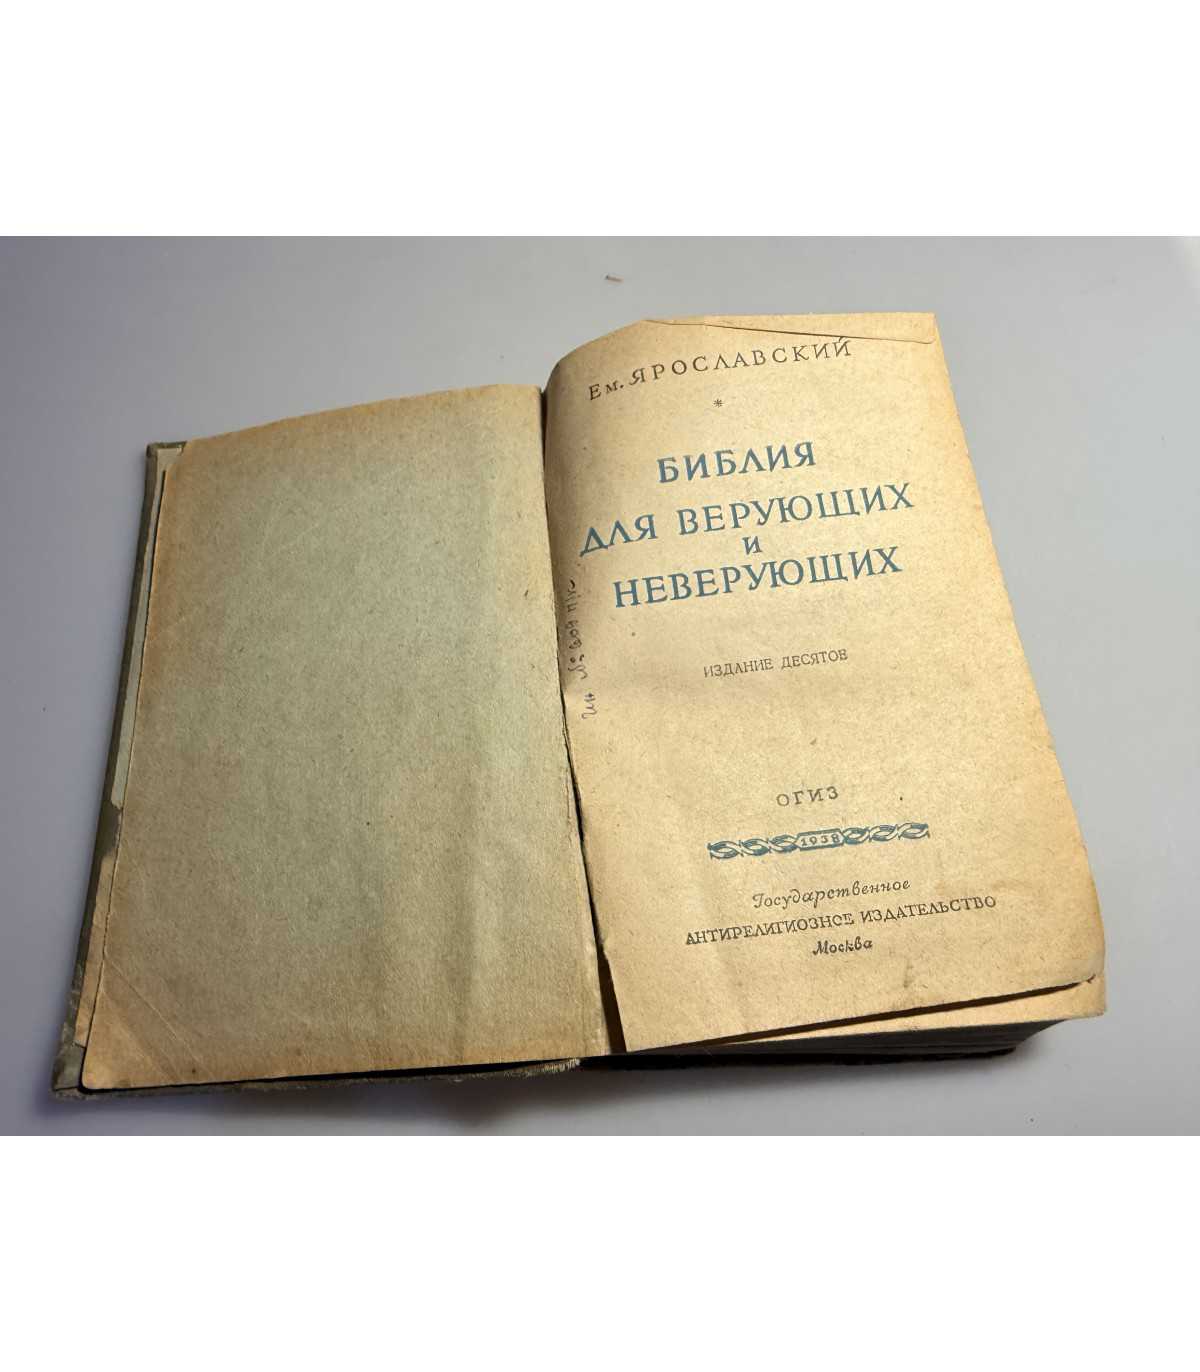 Ем. ЯРОСЛАВСКИЙ
*
БИБЛИЯ
ДЛЯ ВЕРУЮЩИХ
И
НЕВЕРУЮЩИХ
ИЗДАНИЕ ДЕСЯТОЕ
ОГИЗ
1938
Государственное
АНТИРЕЛИГИОЗНОЕ ИЗДАТЕЛЬСТВО
Москва